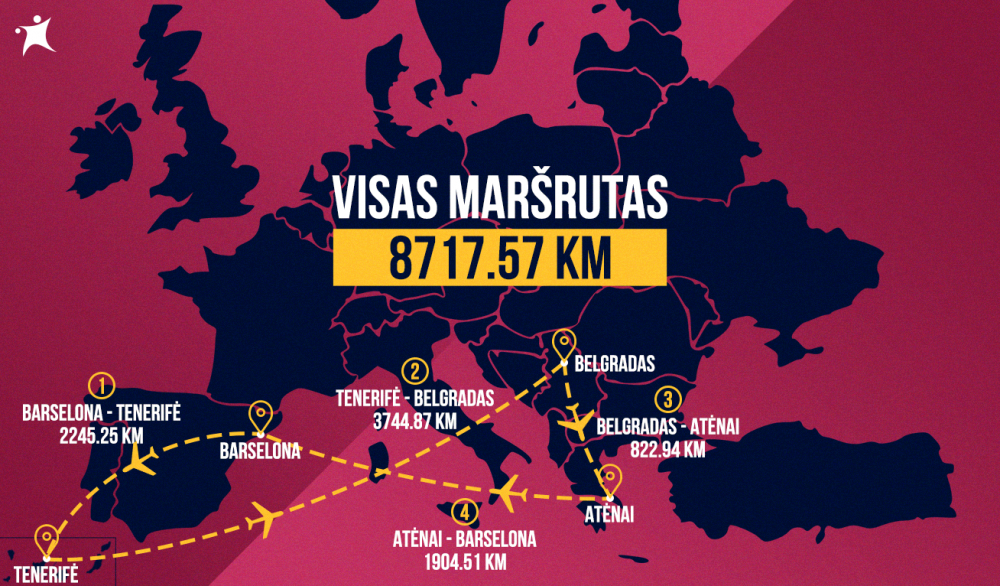 VISAS MARŠRUTAS
8717.57 KM
1
BARSELONA - TENERIFĖ
2245.25 KM
BARSELONA
2
TENERIFĖ - BELGRADAS
3744.87 KM
BELGRADAS
3
BELGRADAS - ATĖNAI
822.94 KM
ATĖNAI
4
ATĖNAI - BARSELONA
1904.51 KM
TENERIFĖ